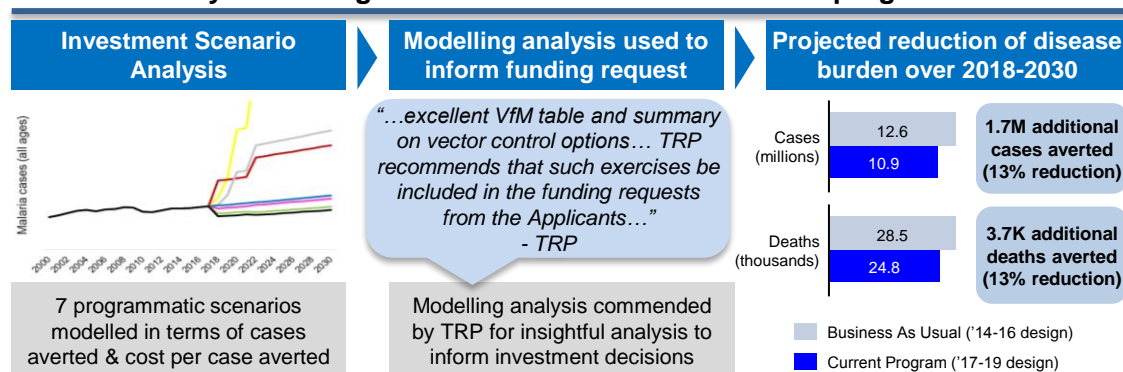 Investment Scenario
Analysis
Malaria cases (all ages)
2000
2002
2004
2006
2008
2010
2012
2014
2016
2018
2020
2022
2024
2026
2028
2030
7 programmatic scenarios
modelled in terms of cases
averted & cost per case averted
Modelling analysis used to
inform funding request
“…excellent VfM table and summary
on vector control options… TRP
recommends that such exercises be
included in the funding requests
from the Applicants…”
- TRP
Modelling analysis commended
by TRP for insightful analysis to
inform investment decisions
Projected reduction of disease
burden over 2018-2030
Cases
(millions)
12.6
10.9
1.7M additional
cases averted
(13% reduction)
Deaths
(thousands)
28.5
24.8
3.7K additional
deaths averted
(13% reduction)
Business As Usual (’14-16 design)
Current Program (’17-19 design)